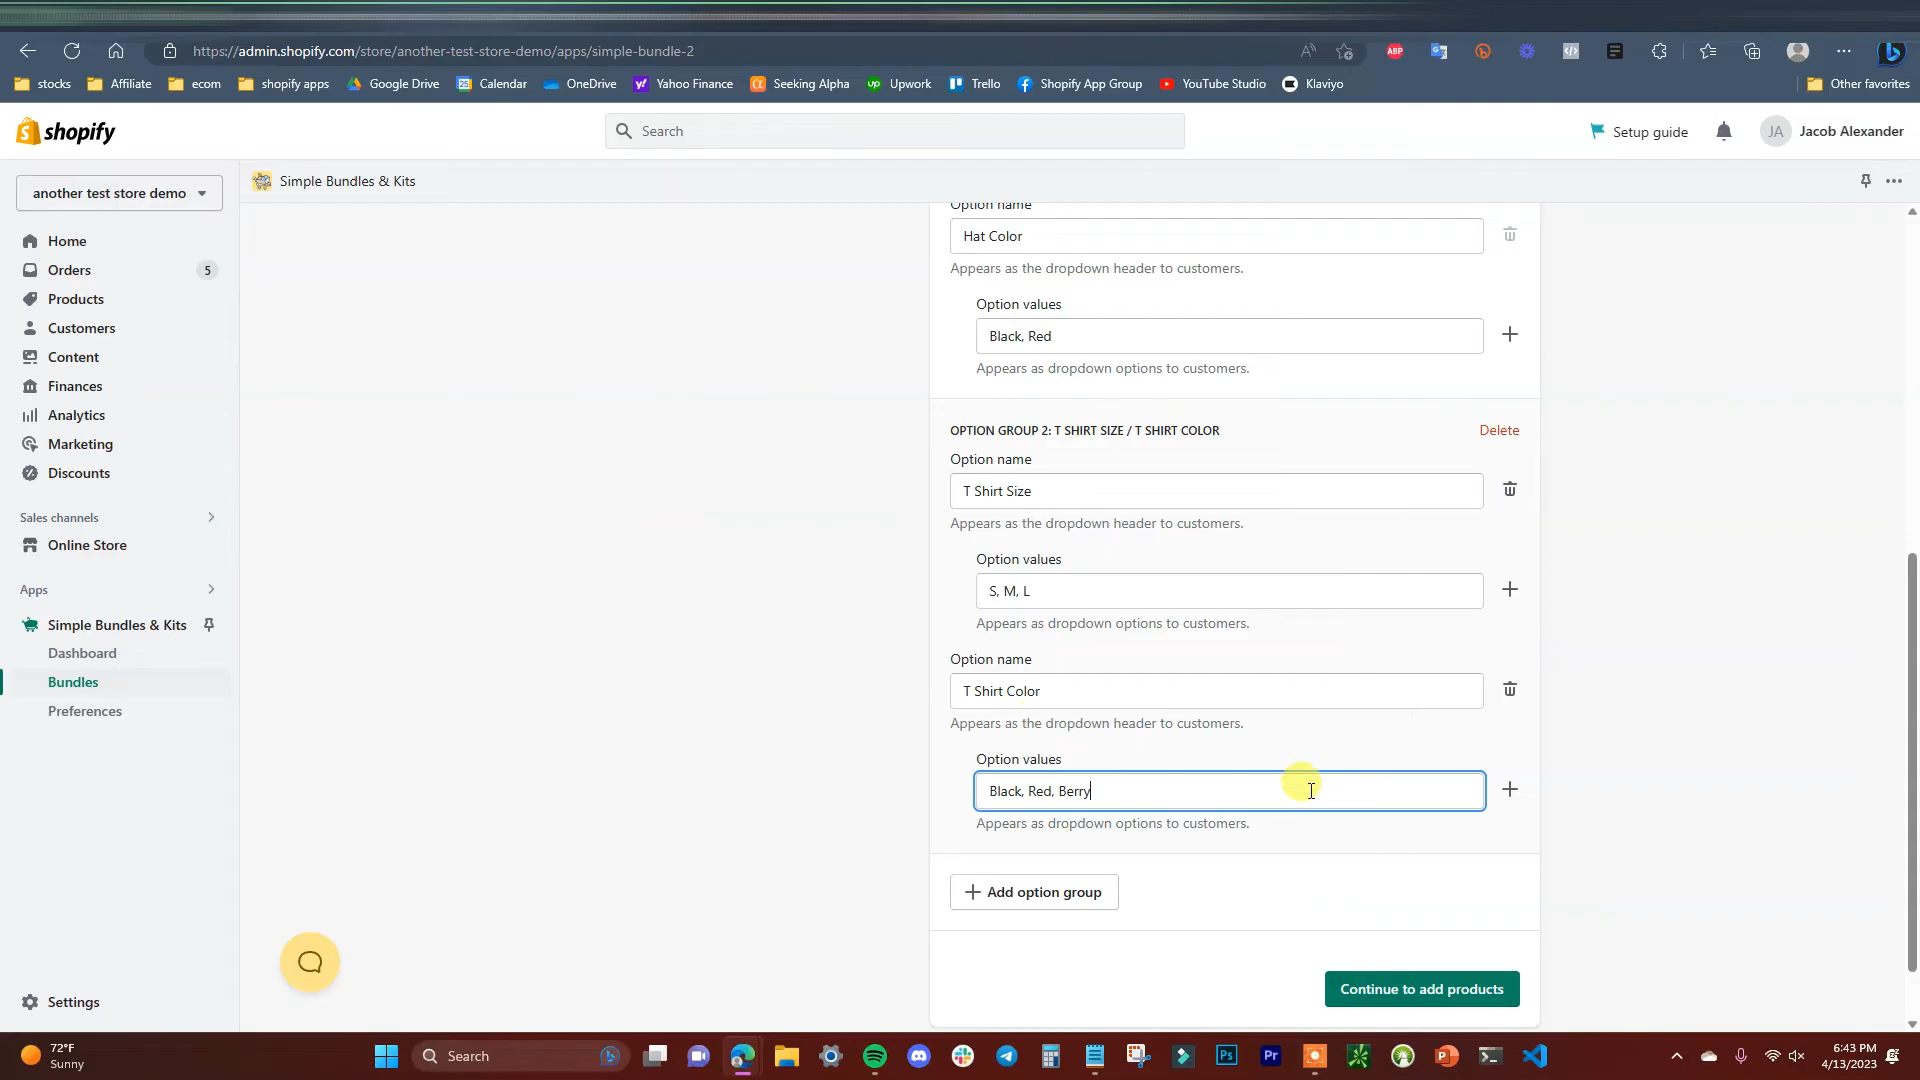 https://admin.shopify.com/store/another-test-store-demo/apps/simple-bundle-2
ABP
stocks
Affiliate
ecom
shopify apps
Google Drive
Calendar
OneDrive
Yahoo Finance
Seeking Alpha
Upwork
Trello
Shopify App Group
YouTube Studio
Klaviyo
Other favorites
shopify
Search
Setup guide
JA
Jacob Alexander
another test store demo
Simple Bundles & Kits
Home
Orders
5
Products
Customers
Content
Finances
Analytics
Marketing
Discounts
Sales channels
Online Store
Apps
Simple Bundles & Kits
Dashboard
Bundles
Preferences
Settings
Option name
Hat Color
Appears as the dropdown header to customers.
Option values
Black, Red
Appears as dropdown options to customers.
OPTION GROUP 2: T SHIRT SIZE / T SHIRT COLOR
Delete
Option name
T Shirt Size
Appears as the dropdown header to customers.
Option values
S, M, L
Appears as dropdown options to customers.
Option name
T Shirt Color
Appears as the dropdown header to customers.
Option values
Black, Red, Berry
Appears as dropdown options to customers.
Add option group
Continue to add products
72°F
Sunny
Search
Ps
Pr
6:43 PM
4/13/2023